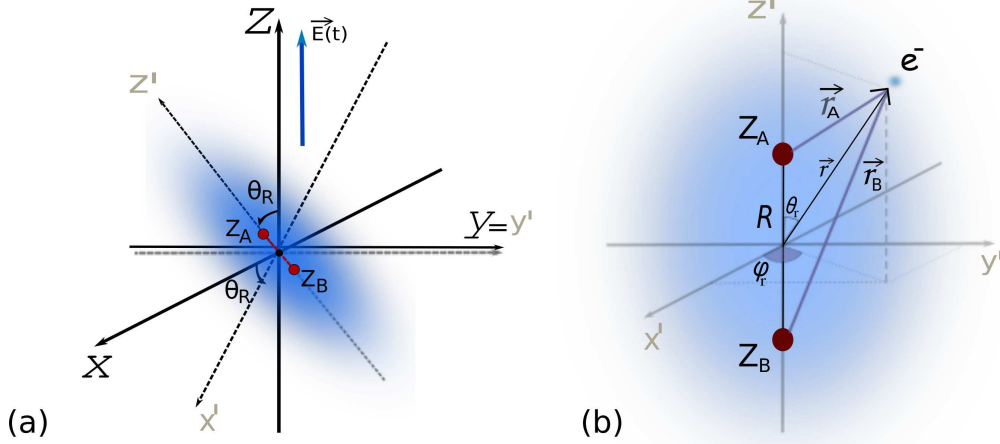 Z
E(t)
z'
θR
ZA
y=y'
ZB
θR
x
x'
(a)
z'
e-
rA
ZA
r
rB
R
θr
φr
y'
x'
ZB
(b)